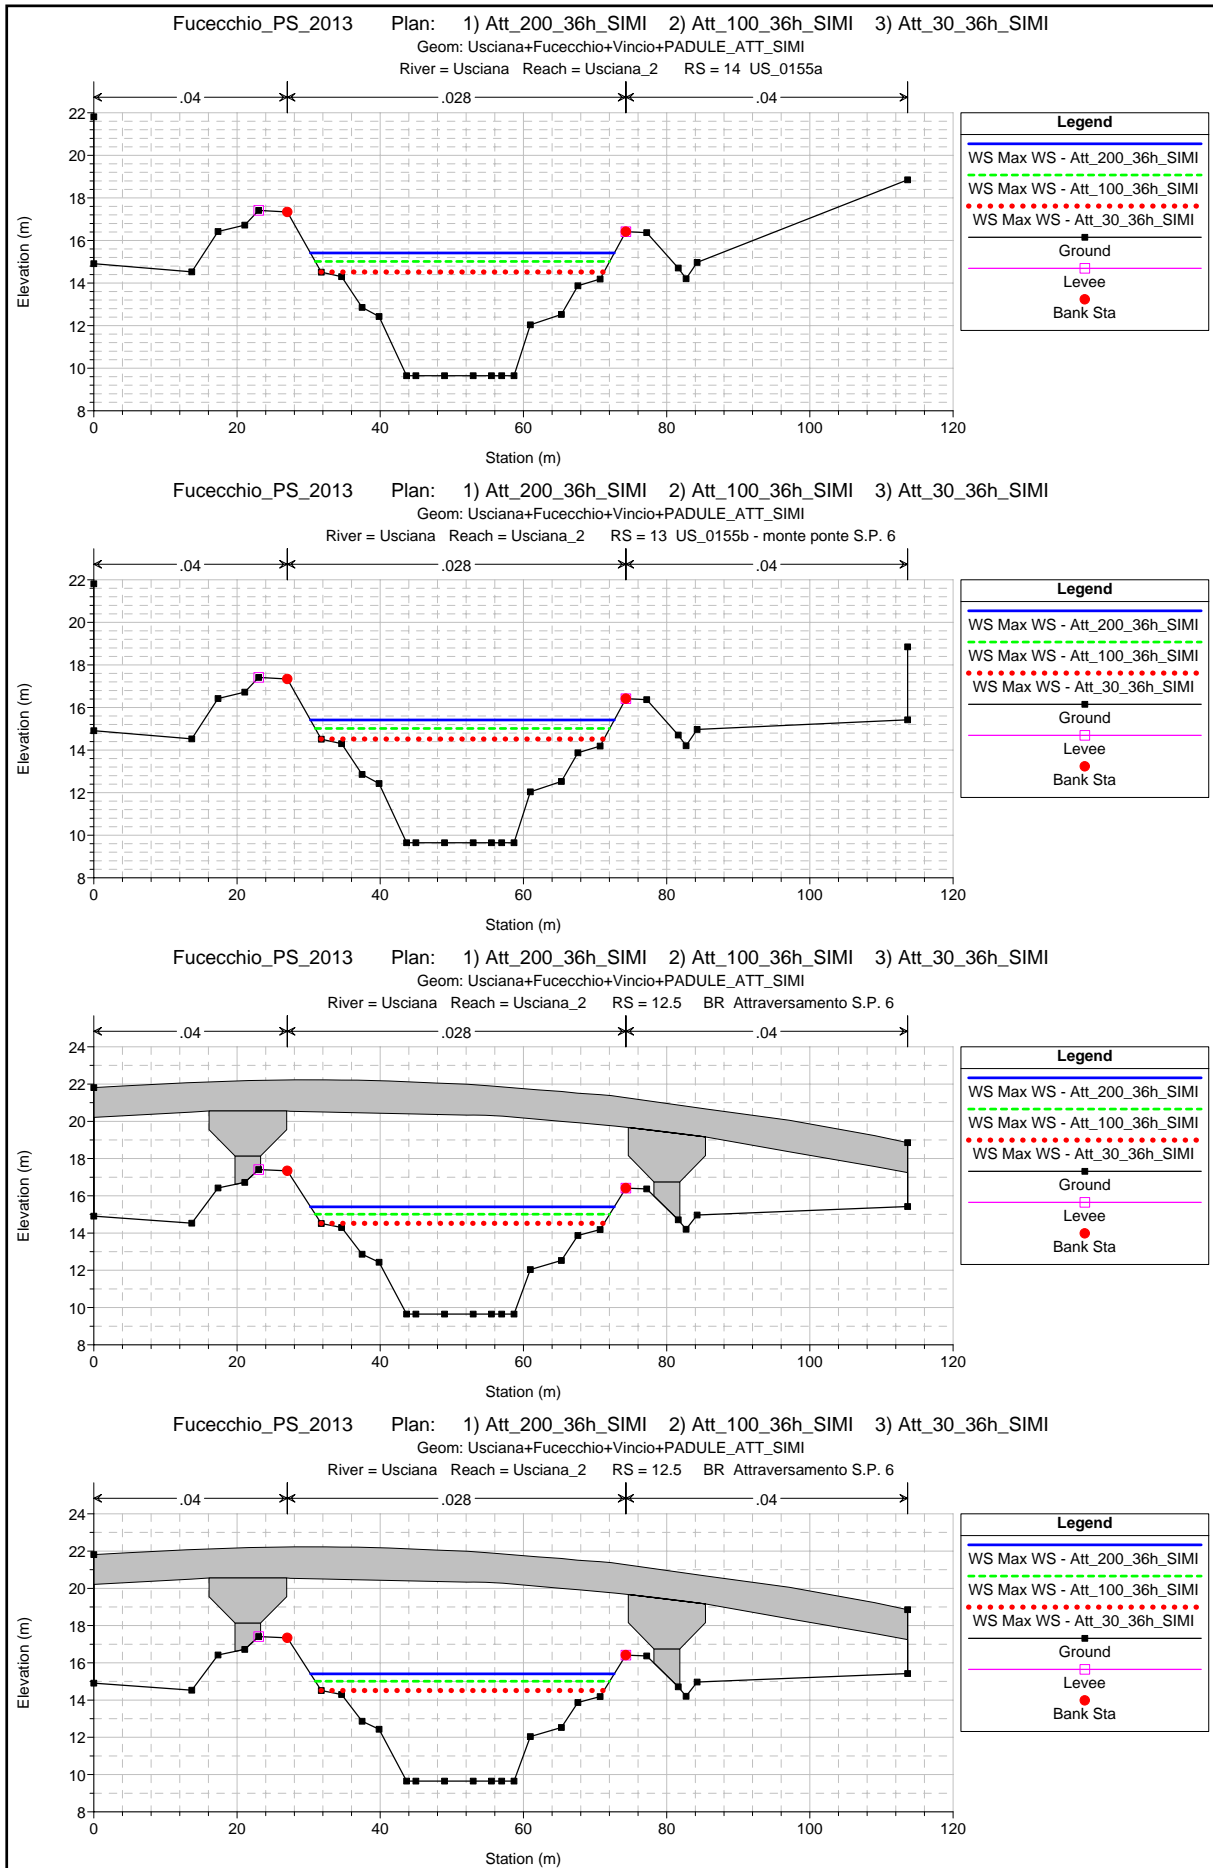 Fucecchio_PS_2013 Plan: 1) Att_200_36h_SIMI 2) Att_100_36h_SIMI 3) Att_30_36h_SIMI
Geom: Usciana+Fucecchio+Vincio+PADULE_ATT_SIMI
River = Usciana Reach = Usciana_2 RS = 14 US_0155a
.04 .028 .04
22
20
18
16
14
12
10
8
Elevation (m)
0 20 40 60 80 100 120
Station (m)
Legend
WS Max WS - Att_200_36h_SIMI
WS Max WS - Att_100_36h_SIMI
WS Max WS - Att_30_36h_SIMI
Ground
Levee
Bank Sta
Fucecchio_PS_2013 Plan: 1) Att_200_36h_SIMI 2) Att_100_36h_SIMI 3) Att_30_36h_SIMI
Geom: Usciana+Fucecchio+Vincio+PADULE_ATT_SIMI
River = Usciana Reach = Usciana_2 RS = 13 US_0155b - monte ponte S.P. 6
.04 .028 .04
22
20
18
16
14
12
10
8
Elevation (m)
0 20 40 60 80 100 120
Station (m)
Legend
WS Max WS - Att_200_36h_SIMI
WS Max WS - Att_100_36h_SIMI
WS Max WS - Att_30_36h_SIMI
Ground
Levee
Bank Sta
Fucecchio_PS_2013 Plan: 1) Att_200_36h_SIMI 2) Att_100_36h_SIMI 3) Att_30_36h_SIMI
Geom: Usciana+Fucecchio+Vincio+PADULE_ATT_SIMI
River = Usciana Reach = Usciana_2 RS = 12.5 BR Attraversamento S.P. 6
.04 .028 .04
24
22
20
18
16
14
12
10
8
Elevation (m)
0 20 40 60 80 100 120
Station (m)
Legend
WS Max WS - Att_200_36h_SIMI
WS Max WS - Att_100_36h_SIMI
WS Max WS - Att_30_36h_SIMI
Ground
Levee
Bank Sta
Fucecchio_PS_2013 Plan: 1) Att_200_36h_SIMI 2) Att_100_36h_SIMI 3) Att_30_36h_SIMI
Geom: Usciana+Fucecchio+Vincio+PADULE_ATT_SIMI
River = Usciana Reach = Usciana_2 RS = 12.5 BR Attraversamento S.P. 6
.04 .028 .04
24
22
20
18
16
14
12
10
8
Elevation (m)
0 20 40 60 80 100 120
Station (m)
Legend
WS Max WS - Att_200_36h_SIMI
WS Max WS - Att_100_36h_SIMI
WS Max WS - Att_30_36h_SIMI
Ground
Levee
Bank Sta